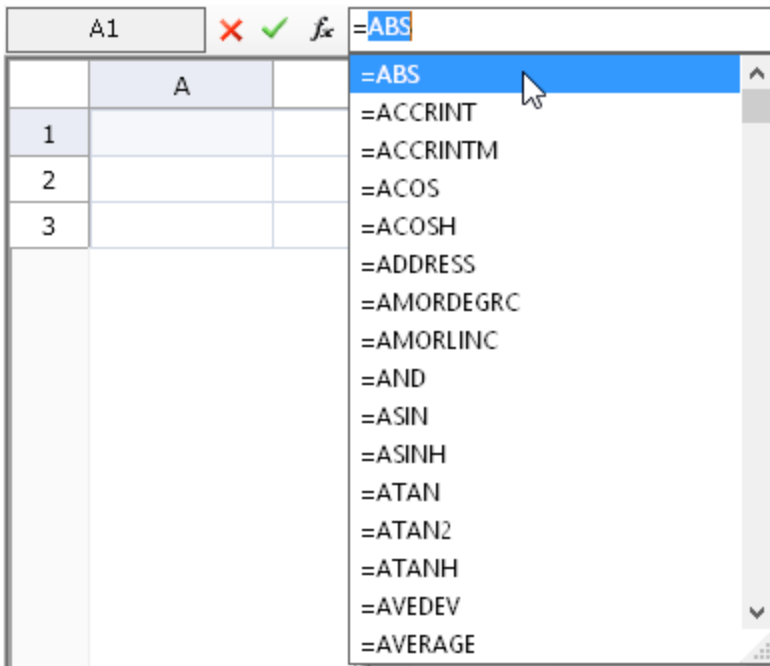 A1 fx =ABS
A
=ABS
=ACCRINT
1
=ACCRINTM
2
=ACOS
3
=ACOSH
=ADDRESS
=AMORDEGRC
=AMORLINC
=AND
=ASIN
=ASINH
=ATAN
=ATAN2
=ATANH
=AVEDEV
=AVERAGE